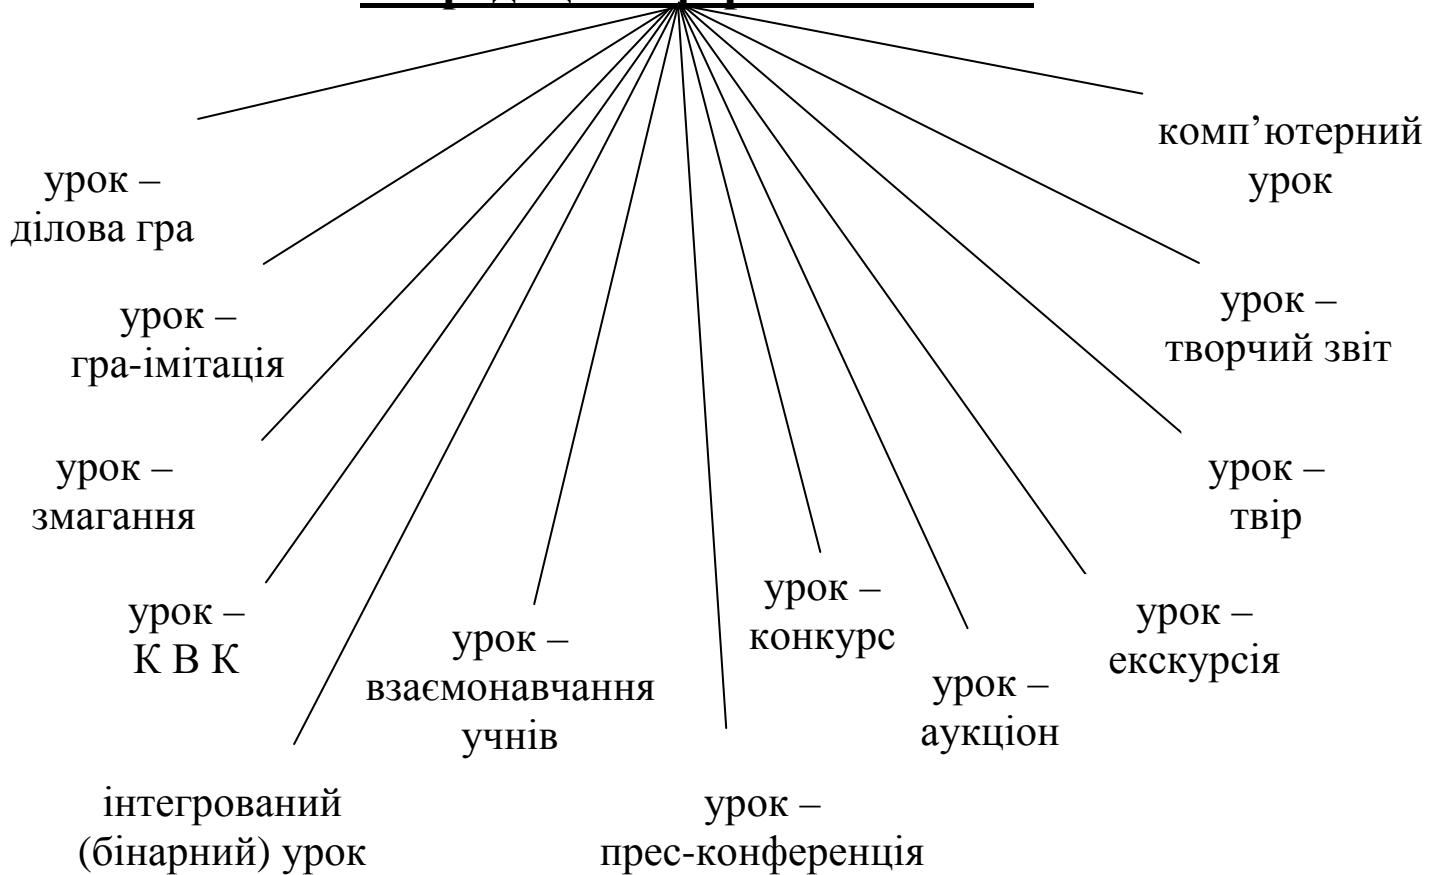 комп’ютерний
урок
урок –
ділова гра
урок –
творчий звіт
урок –
гра-імітація
урок –
змагання
урок –
твір
урок –
К В К
урок –
взаємонавчання
учнів
урок –
конкурс
урок –
аукціон
урок –
екскурсія
інтегрований
(бінарний) урок
урок –
прес-конференція